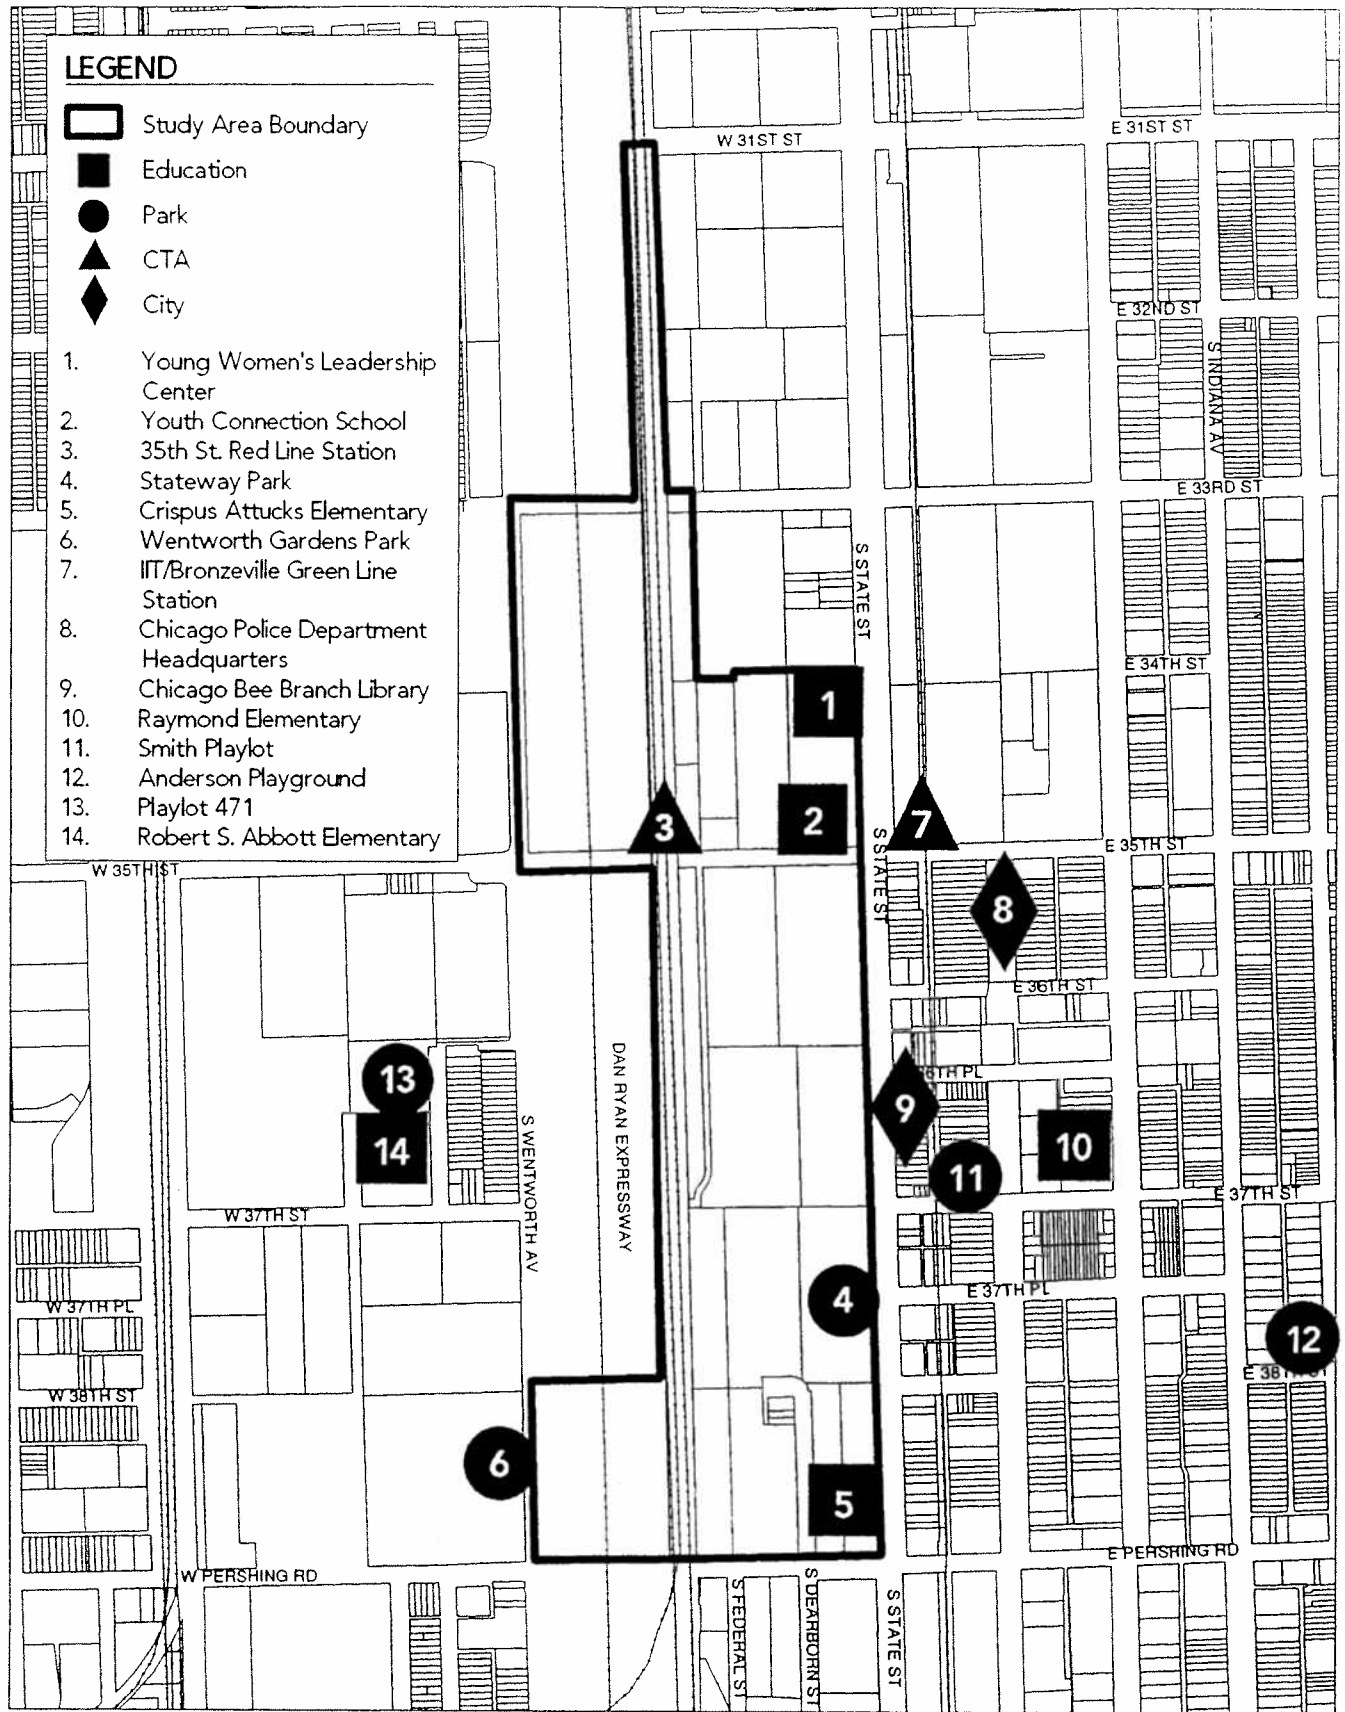 LEGEND
Study Area Boundary
Education
Park
CTA
City
1. Young Women's Leadership
Center
2. Youth Connection School
3. 35th St. Red Line Station
4. Stateway Park
5. Crispus Attucks Elementary
6. Wentworth Gardens Park
7. IIT/Bronzeville Green Line
Station
8. Chicago Police Department
Headquarters
9. Chicago Bee Branch Library
10. Raymond Elementary
11. Smith Playlot
12. Anderson Playground
13. Playlot 471
14. Robert S. Abbott Elementary
W 31ST ST
E 31ST ST
E 32ND ST
S INDIANA AV
E 33RD ST
S STATE ST
E 34TH ST
1
2
3
7
S STATE ST
E 35TH ST
W 35TH ST
8
E 36TH ST
DAN RYAN EXPRESSWAY
13
6TH PL
9
14
10
11
S WENTWORTH AV
E 37TH ST
W 37TH ST
4
E 37TH PL
W 37TH PL
12
E 38TH ST
W 38TH ST
6
5
E PERSHING RD
W PERSHING RD
S FEDERAL ST
S DEARBORN ST
S STATE ST